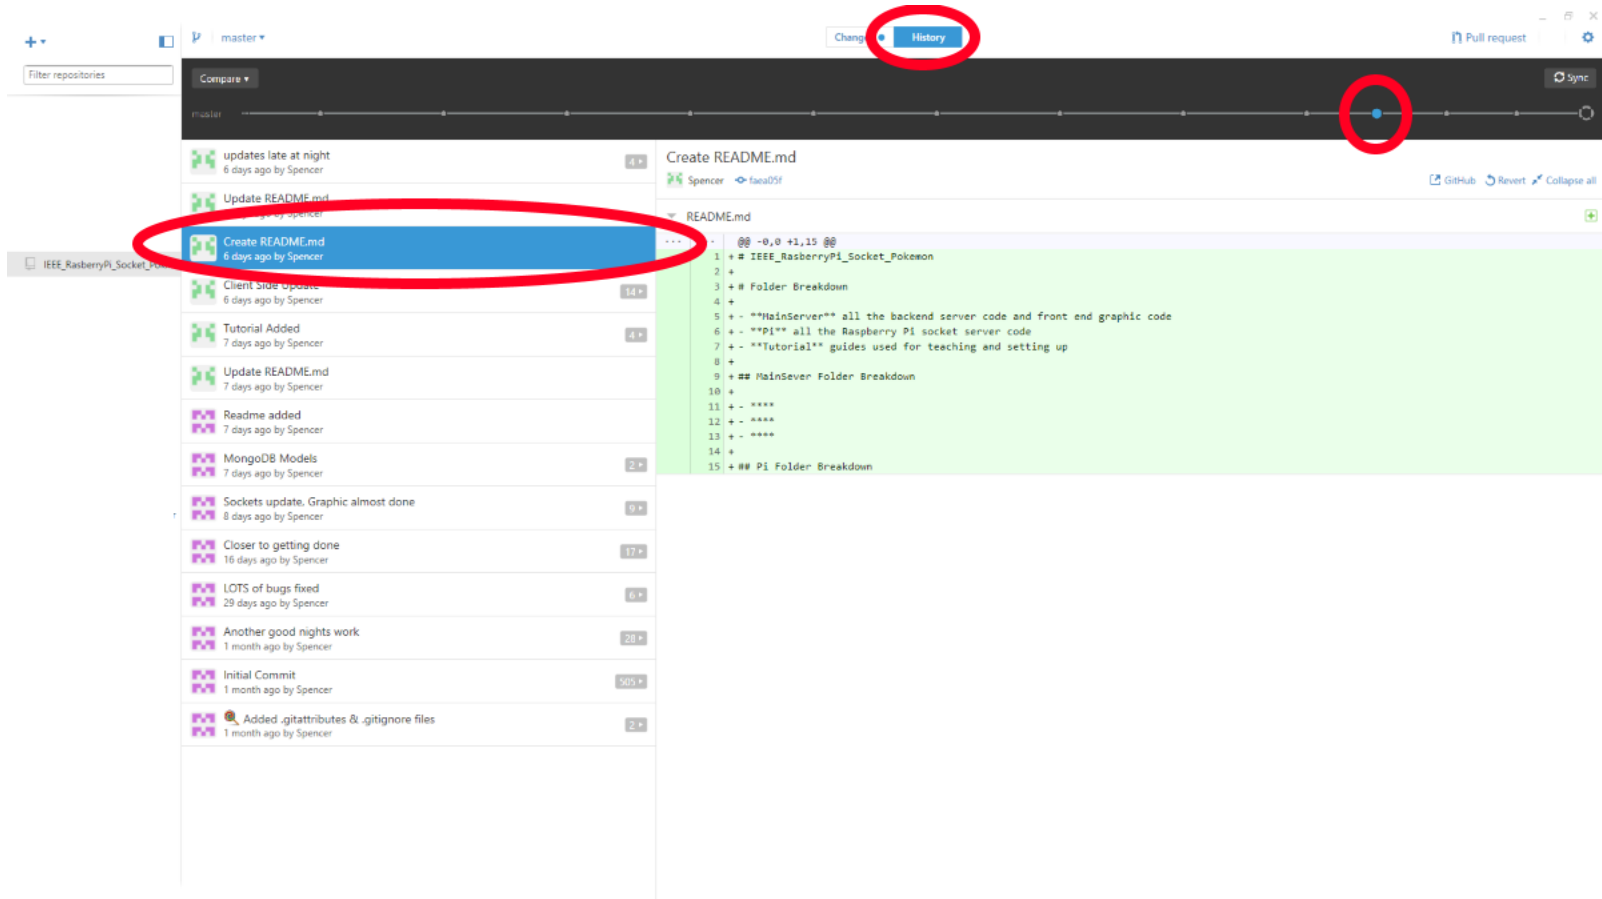 master
Chang
History
Pull request
Filter repositories
Compare
Sync
master
IEEE_RasberryPi_Socket_Pok
updates late at night
6 days ago by Spencer
4
Update README.md
days ago by Spencer
Create README.md
6 days ago by Spencer
Client Side Update
6 days ago by Spencer
14
Tutorial Added
7 days ago by Spencer
4
Update README.md
7 days ago by Spencer
Readme added
7 days ago by Spencer
MongoDB Models
7 days ago by Spencer
2
Sockets update, Graphic almost done
8 days ago by Spencer
9
Closer to getting done
16 days ago by Spencer
17
LOTS of bugs fixed
29 days ago by Spencer
6
Another good nights work
1 month ago by Spencer
28
Initial Commit
1 month ago by Spencer
505
Added .gitattributes & .gitignore files
1 month ago by Spencer
2
Create README.md
Spencer faea05f
GitHub Revert Collapse all
README.md
@@ -0,0 +1,15 @@
1 + # IEEE_RasberryPi_Socket_Pokemon
2 +
3 + # Folder Breakdown
4 +
5 + - **MainServer** all the backend server code and front end graphic code
6 + - **Pi** all the Raspberry Pi socket server code
7 + - **Tutorial** guides used for teaching and setting up
8 +
9 + ## MainSever Folder Breakdown
10 +
11 + - ****
12 + - ****
13 + - ****
14 +
15 + ## Pi Folder Breakdown